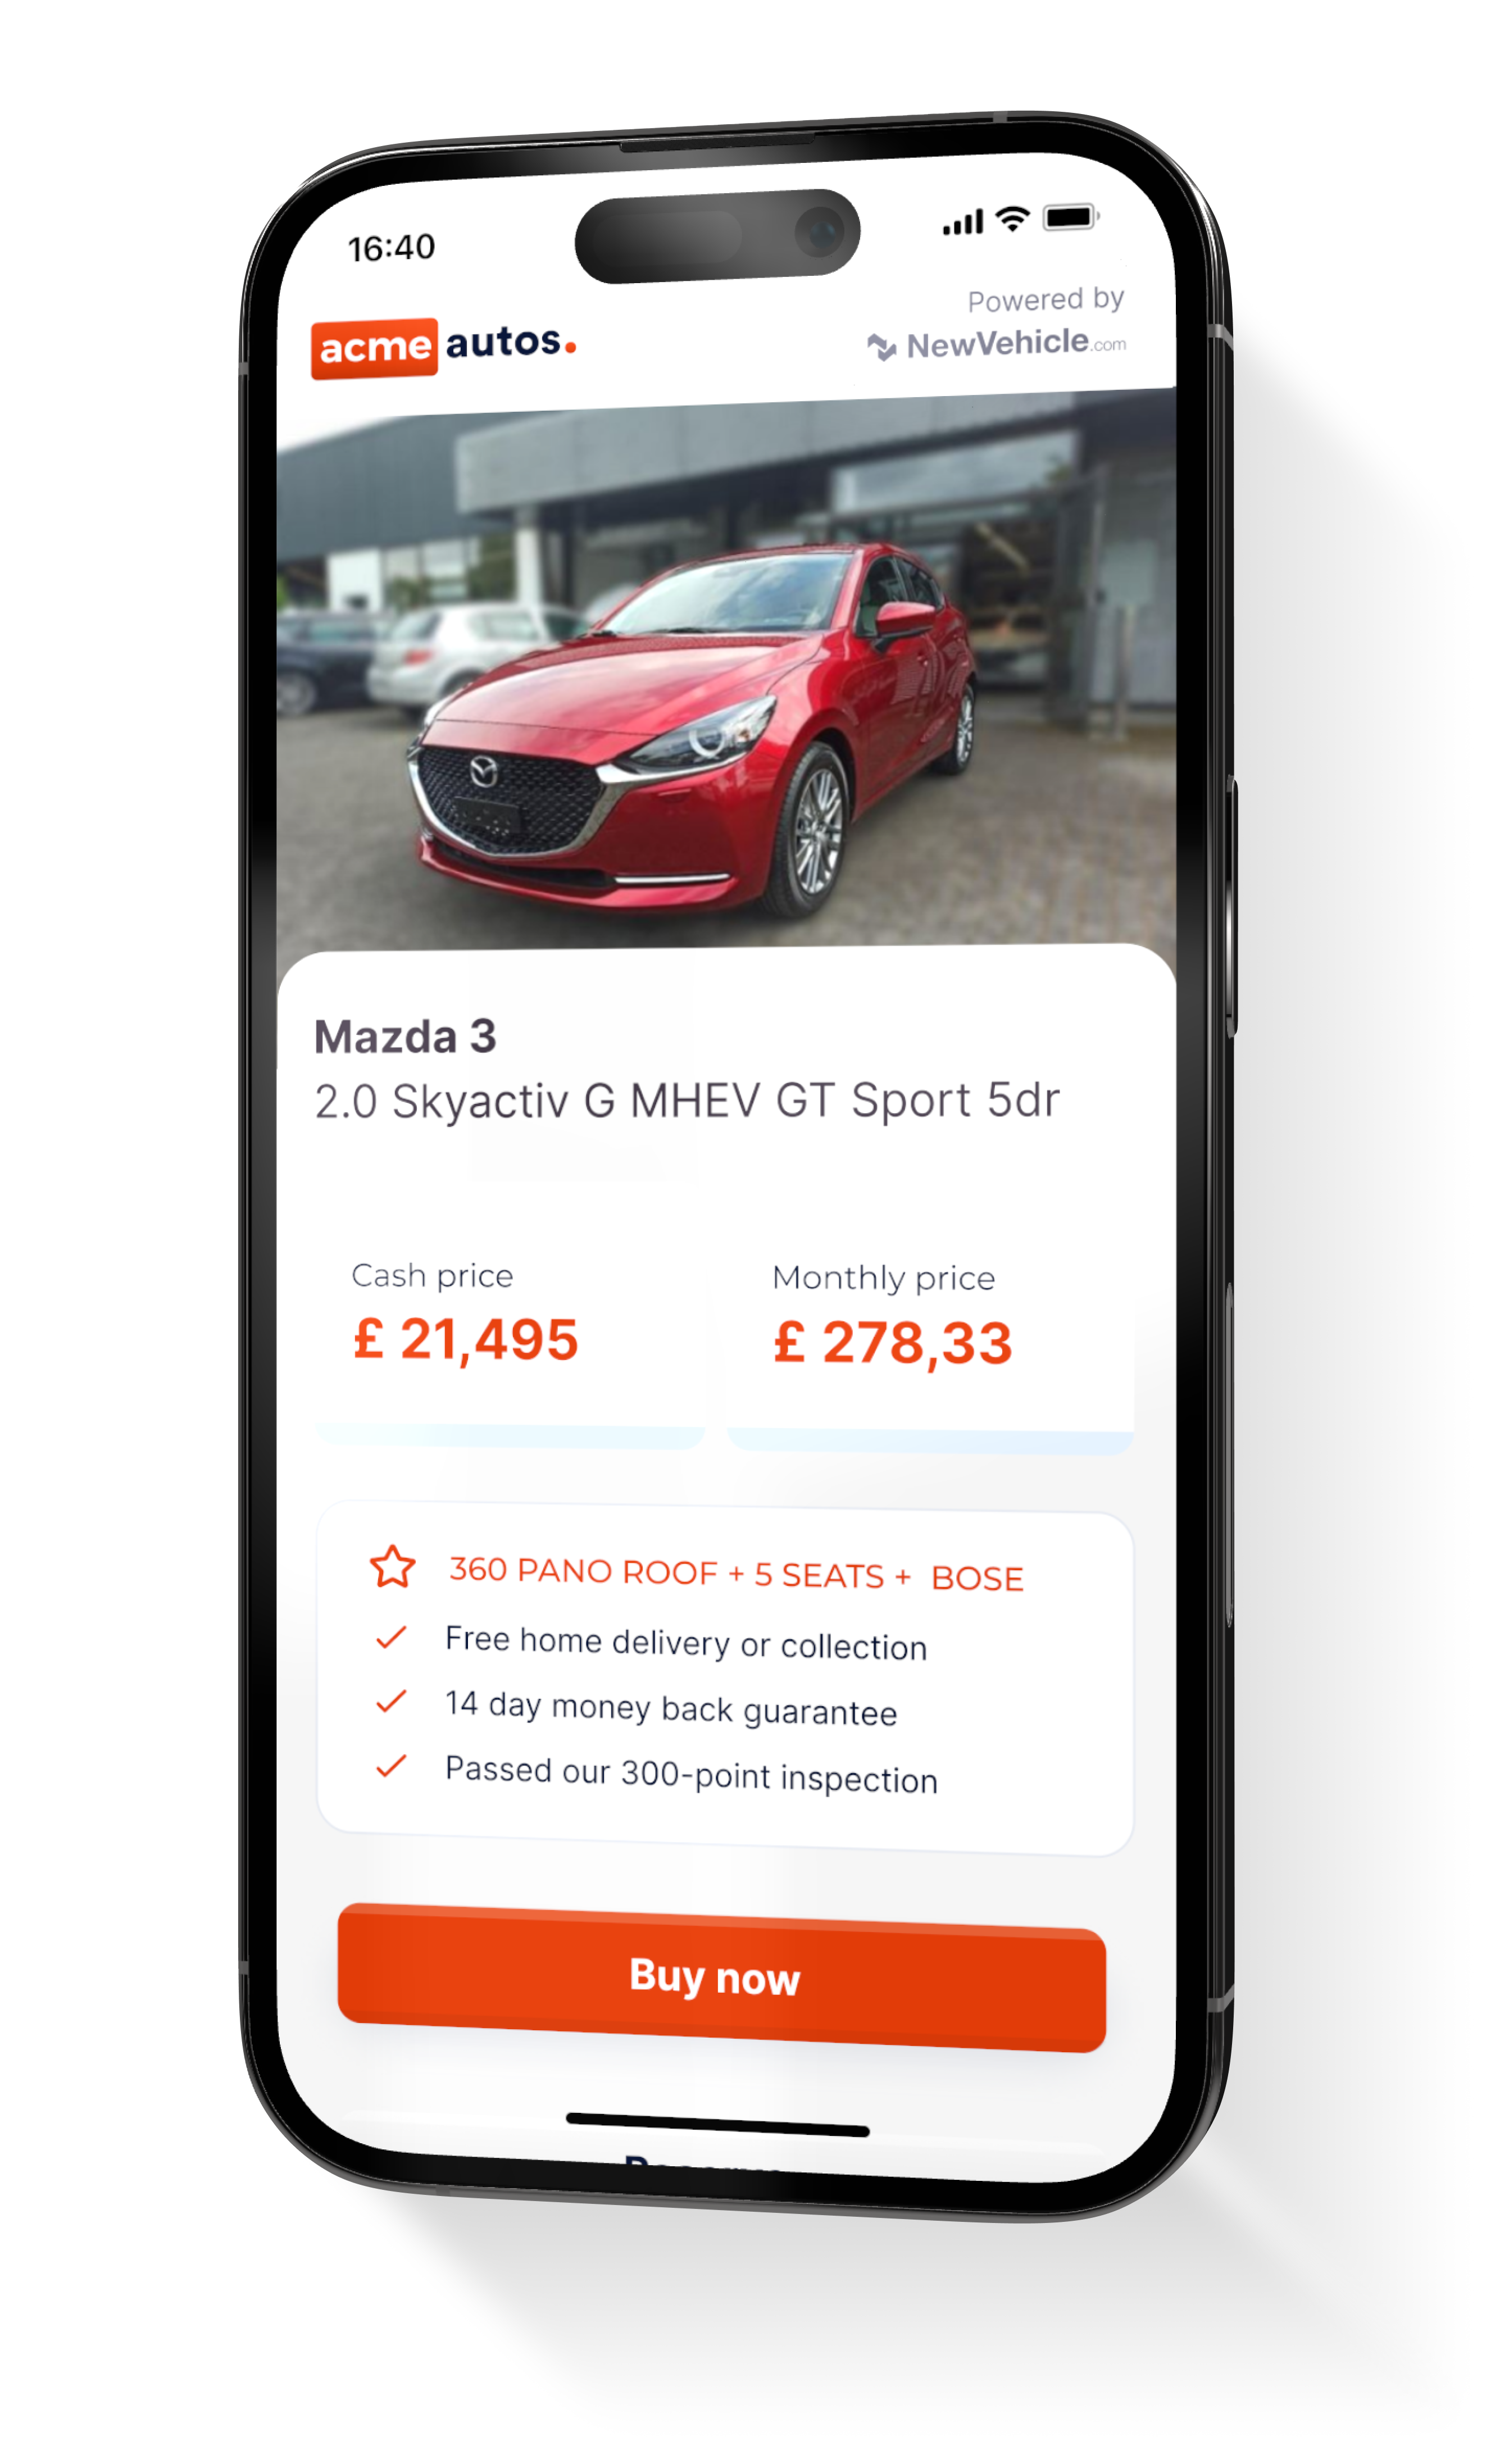 16:40
Powered by
acme autos.
NewVehicle.com
Mazda 3
2.0 Skyactiv G MHEV GT Sport 5dr
Cash price
Monthly price
£ 21,495
£ 278,33
360 PANO ROOF + 5 SEATS + BOSE
Free home delivery or collection
14 day money back guarantee
Passed our 300-point inspection
Buy now